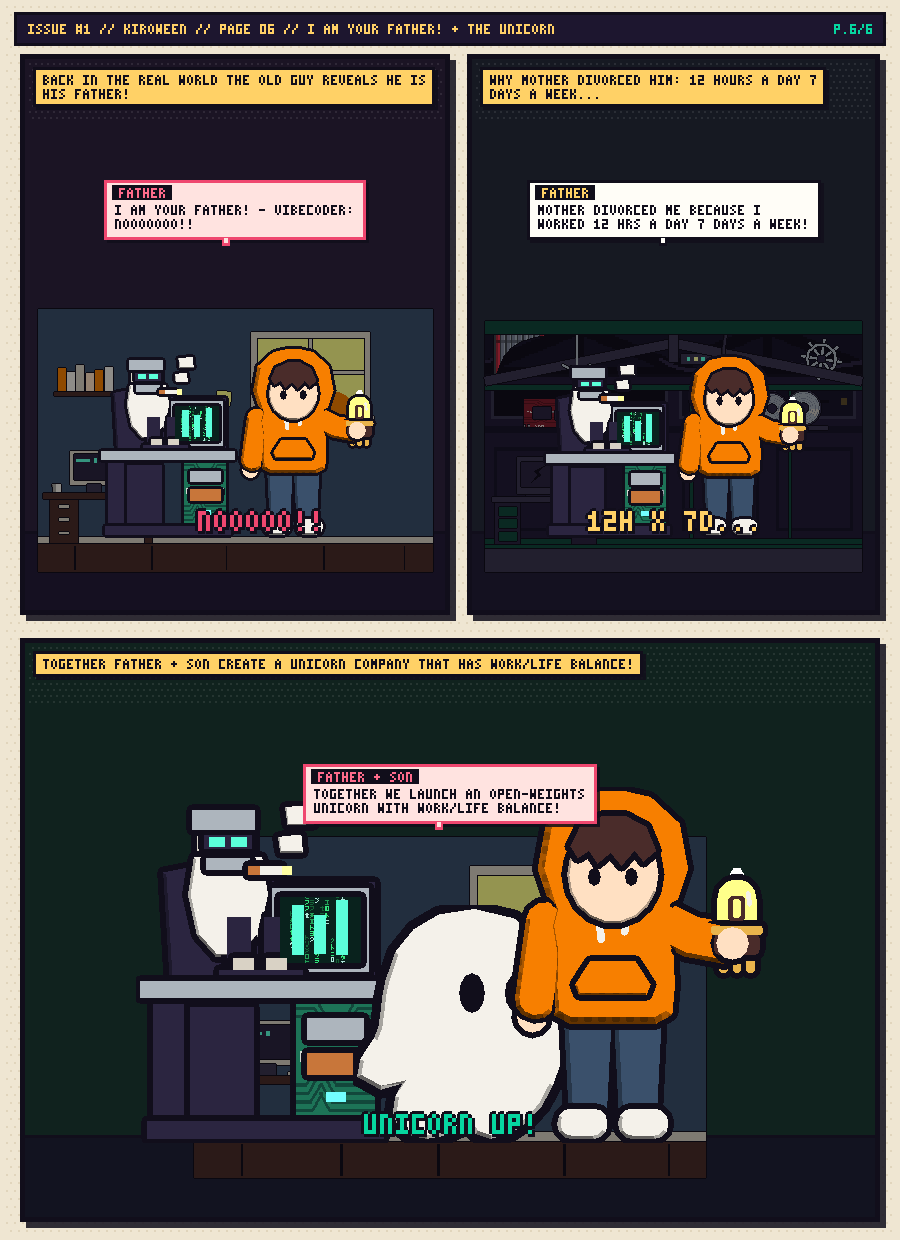 ISSUE #1 // KIROWEEN // PAGE 06 // I AM YOUR FATHER! + THE UNICORN
P.6/6
BACK IN THE REAL WORLD THE OLD GUY REVEALS HE IS
HIS FATHER!
FATHER
I AM YOUR FATHER! - VIBECODER:
NOOOOOOO!!
NOOOOO!!
WHY MOTHER DIVORCED HIM: 12 HOURS A DAY 7
DAYS A WEEK...
FATHER
MOTHER DIVORCED ME BECAUSE I
WORKED 12 HRS A DAY 7 DAYS A WEEK!
12H X 7D...
TOGETHER FATHER + SON CREATE A UNICORN COMPANY THAT HAS WORK/LIFE BALANCE!
FATHER + SON
TOGETHER WE LAUNCH AN OPEN-WEIGHTS
UNICORN WITH WORK/LIFE BALANCE!
UNICORN UP!